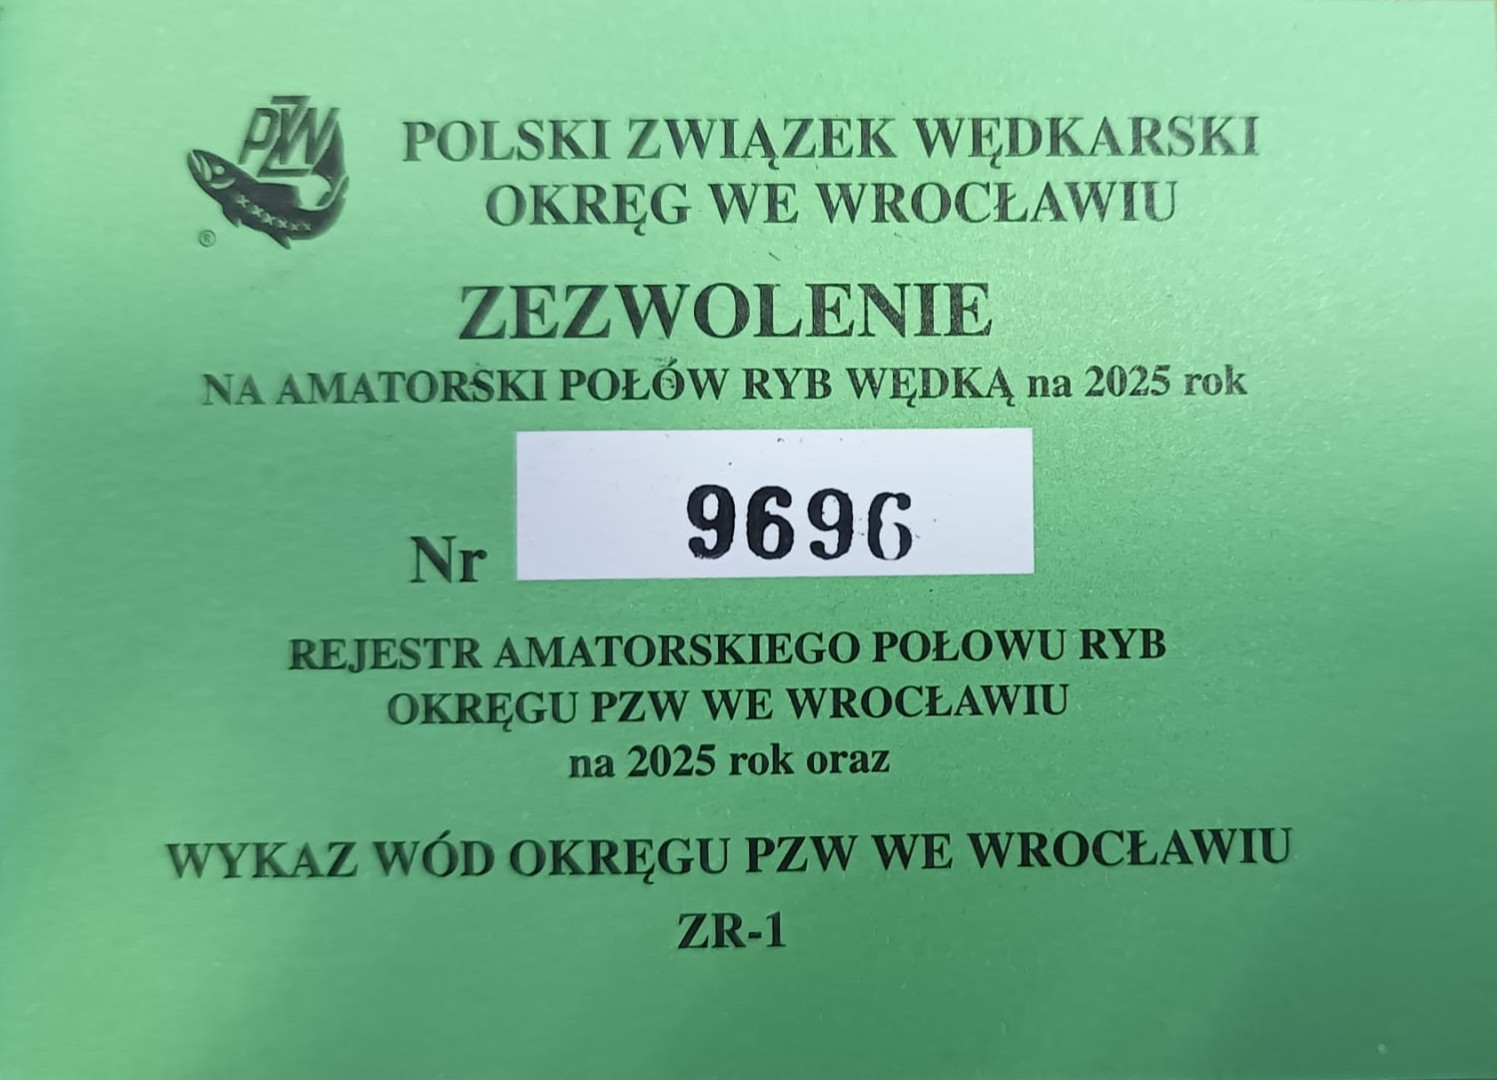 PZW
®
POLSKI ZWIĄZEK WĘDKARSKI
OKRĘG WE WROCŁAWIU
ZEZWOLENIE
NA AMATORSKI POŁÓW RYB WĘDKĄ na 2025 rok
Nr 9696
REJESTR AMATORSKIEGO POŁOWU RYB
OKRĘGU PZW WE WROCŁAWIU
na 2025 rok oraz
WYKAZ WÓD OKRĘGU PZW WE WROCŁAWIU
ZR-1